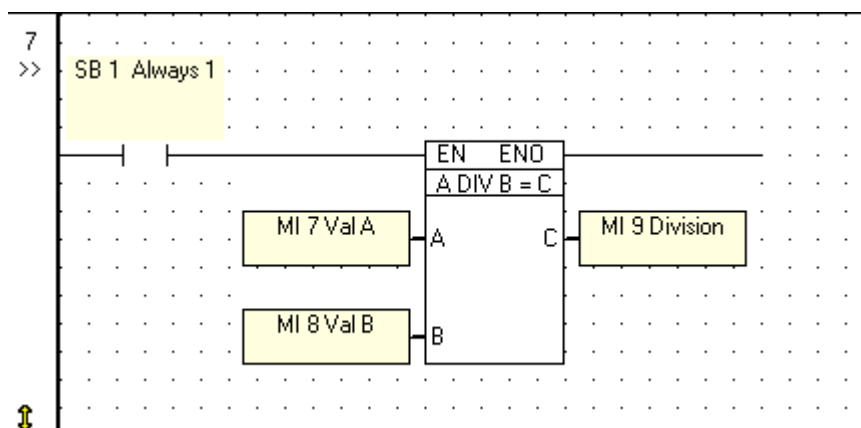 7
>>
SB 1 Always 1
EN ENO
A DIV B = C
MI 7 Val A
A
C
MI 9 Division
MI 8 Val B
B